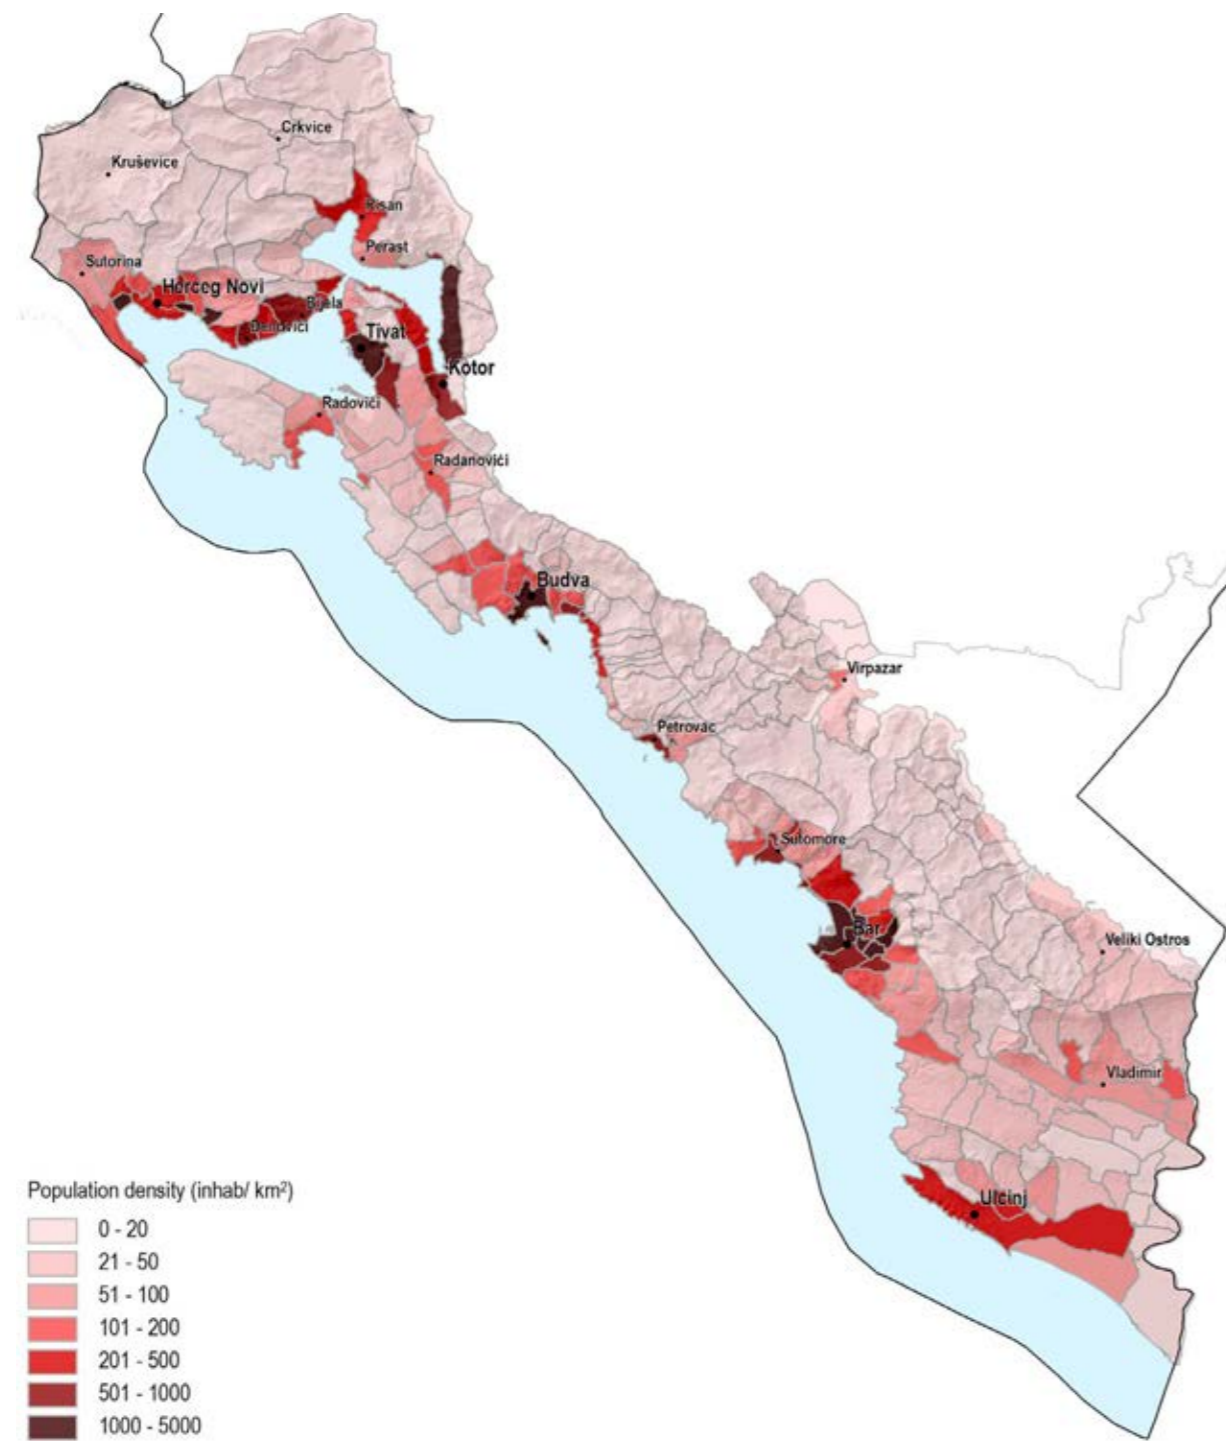 Crkvice
Kruševice
Risan
Perast
Sutorina
Herceg Novi
Bijela
Đenovići
Tivat
Kotor
Radovići
Radanovići
Budva
Virpazar
Petrovac
Sutomore
Bar
Veliki Ostros
Vladimir
Ulcinj
Population density (inhab/ km²)
0 - 20
21 - 50
51 - 100
101 - 200
201 - 500
501 - 1000
1000 - 5000